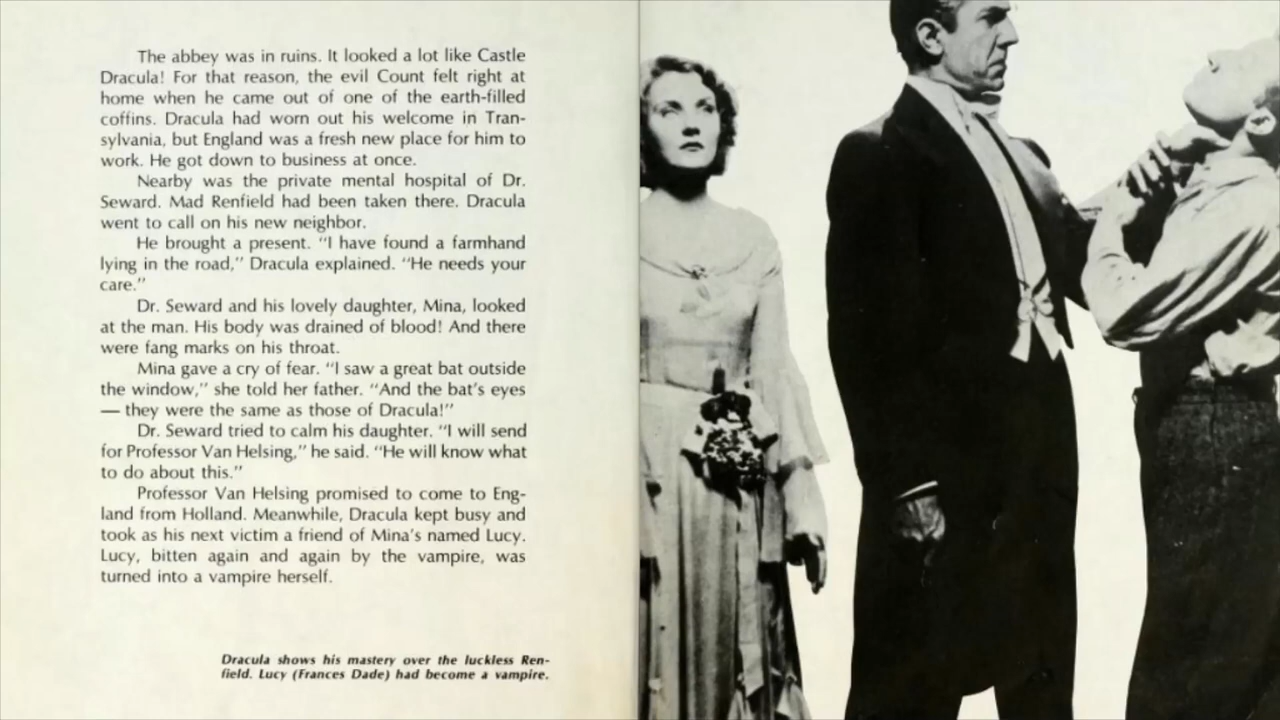 The abbey was in ruins. It looked a lot like Castle
Dracula! For that reason, the evil Count felt right at
home when he came out of one of the earth-filled
coffins. Dracula had worn out his welcome in Tran-
sylvania, but England was a fresh new place for him to
work. He got down to business at once.
Nearby was the private mental hospital of Dr.
Seward. Mad Renfield had been taken there. Dracula
went to call on his new neighbor.
He brought a present. “I have found a farmhand
lying in the road,” Dracula explained. “He needs your
care.”
Dr. Seward and his lovely daughter, Mina, looked
at the man. His body was drained of blood! And there
were fang marks on his throat.
Mina gave a cry of fear. “I saw a great bat outside
the window,” she told her father. “And the bat’s eyes
— they were the same as those of Dracula!”
Dr. Seward tried to calm his daughter. “I will send
for Professor Van Helsing,” he said. “He will know what
to do about this.”
Professor Van Helsing promised to come to Eng-
land from Holland. Meanwhile, Dracula kept busy and
took as his next victim a friend of Mina’s named Lucy.
Lucy, bitten again and again by the vampire, was
turned into a vampire herself.
Dracula shows his mastery over the luckless Ren-
field. Lucy (Frances Dade) had become a vampire.